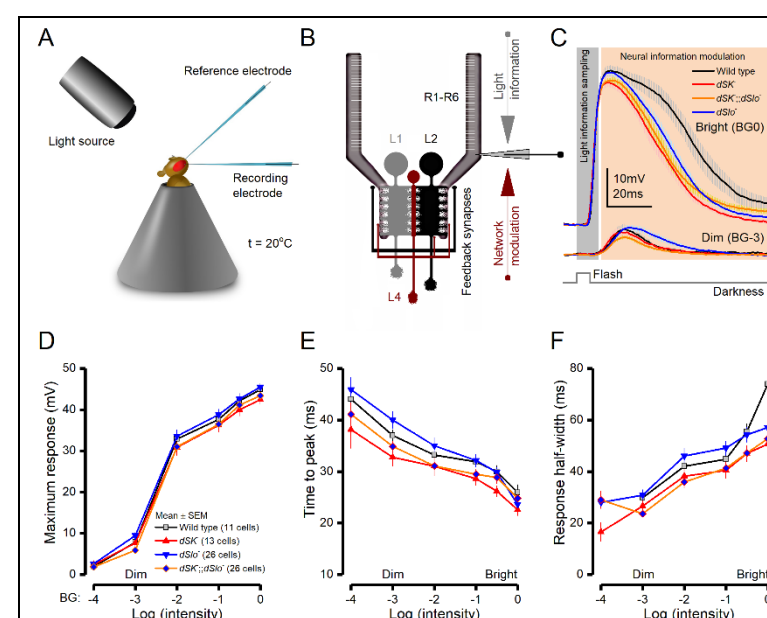 A
Reference electrode
Light source
Recording
electrode
t = 20°C
B
R1-R6
Light
information
L1
L2
Feedback synapses
Network
modulation
L4
C
Light information sampling
Neural information modulation
Wild type
dSK⁻
dSK⁻;;dSlo⁻
dSlo⁻
Bright (BG0)
10mV
20ms
Dim (BG-3)
Flash
Darkness
D
Maximum response (mV)
50
40
30
20
10
0
Mean ± SEM
Wild type (11 cells)
dSK⁻ (13 cells)
dSlo⁻ (26 cells)
dSK⁻;;dSlo⁻ (26 cells)
Dim
BG:
-4 -3 -2 -1 0
Log (intensity)
E
Time to peak (ms)
50
40
30
20
10
Dim
Bright
-4 -3 -2 -1 0
Log (intensity)
F
Response half-width (ms)
80
60
40
20
0
Dim
Bright
-4 -3 -2 -1 0
Log (intensity)